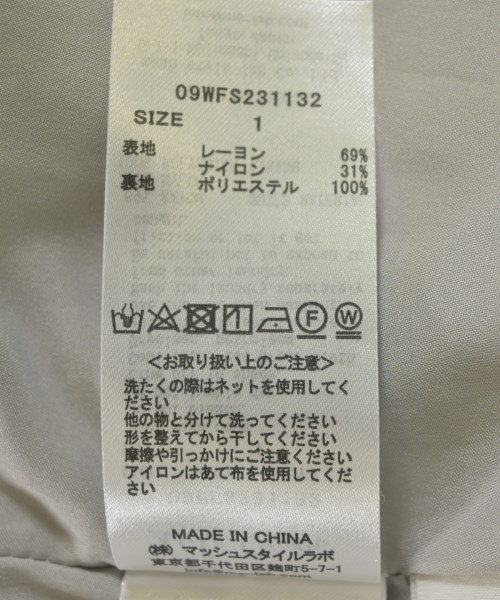 09WFS231132
SIZE 1
表地 レーヨン 69%
ナイロン 31%
裏地 ポリエステル 100%
F W
<お取り扱い上のご注意>
洗たくの際はネットを使用してく
ださい
他の物と分けて洗ってください
形を整えてから干してください
摩擦や引っかけにご注意ください
アイロンはあて布を使用してくだ
さい
MADE IN CHINA
(株) マッシュスタイルラボ
東京都千代田区麹町5-7-1